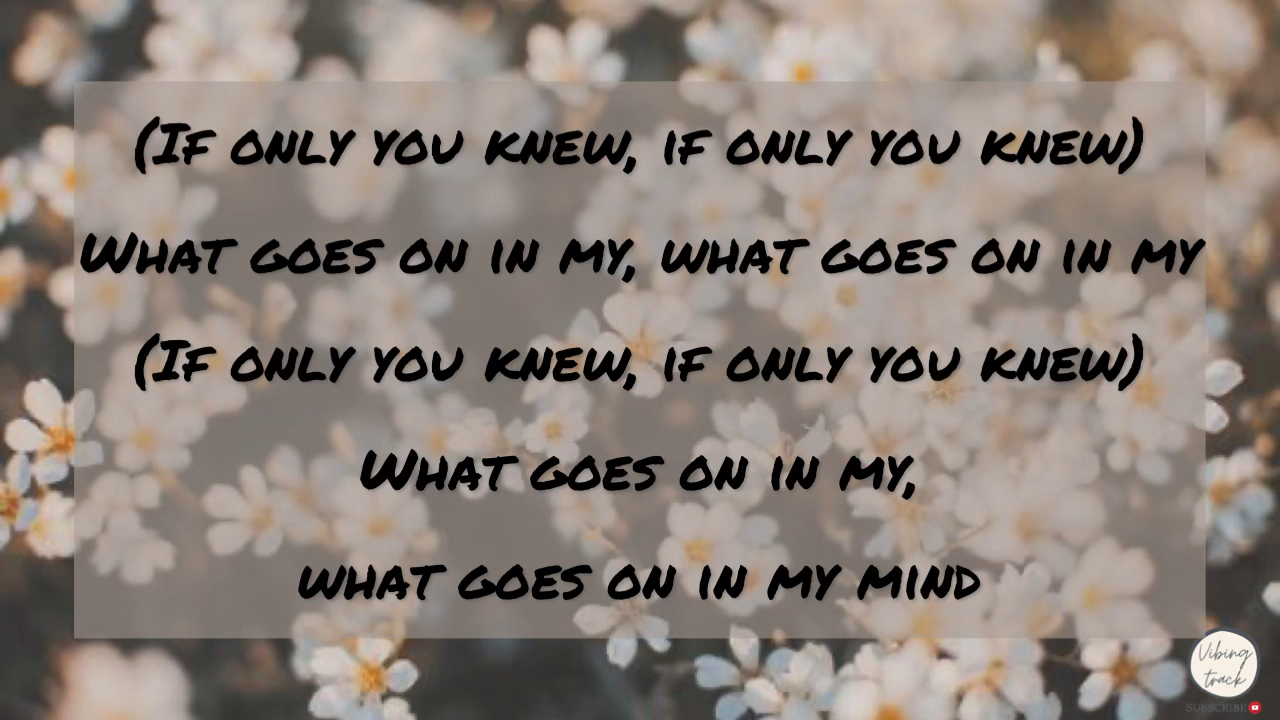 (If only you knew, if only you knew)
What goes on in my, what goes on in my
(If only you knew, if only you knew)
What goes on in my,
what goes on in my mind
Vibing
track
SUBSCRIBE